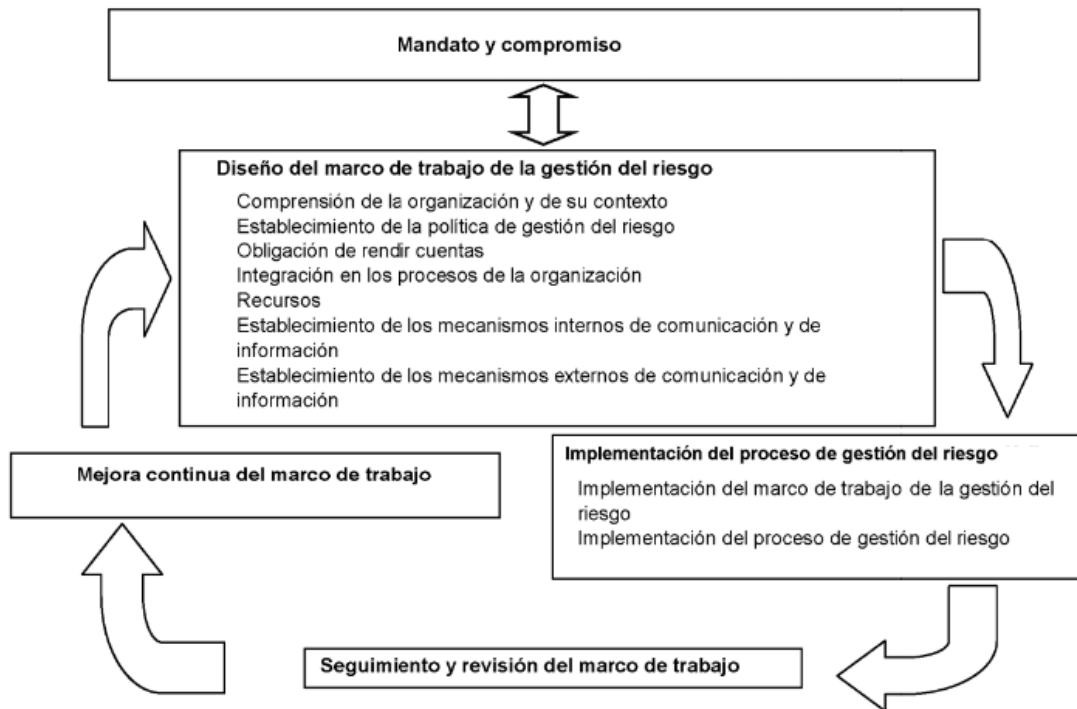 Mandato y compromiso
Diseño del marco de trabajo de la gestión del riesgo
Comprensión de la organización y de su contexto
Establecimiento de la política de gestión del riesgo
Obligación de rendir cuentas
Integración en los procesos de la organización
Recursos
Establecimiento de los mecanismos internos de comunicación y de
información
Establecimiento de los mecanismos externos de comunicación y de
información
Implementación del proceso de gestión del riesgo
Implementación del marco de trabajo de la gestión del
riesgo
Implementación del proceso de gestión del riesgo
Mejora continua del marco de trabajo
Seguimiento y revisión del marco de trabajo